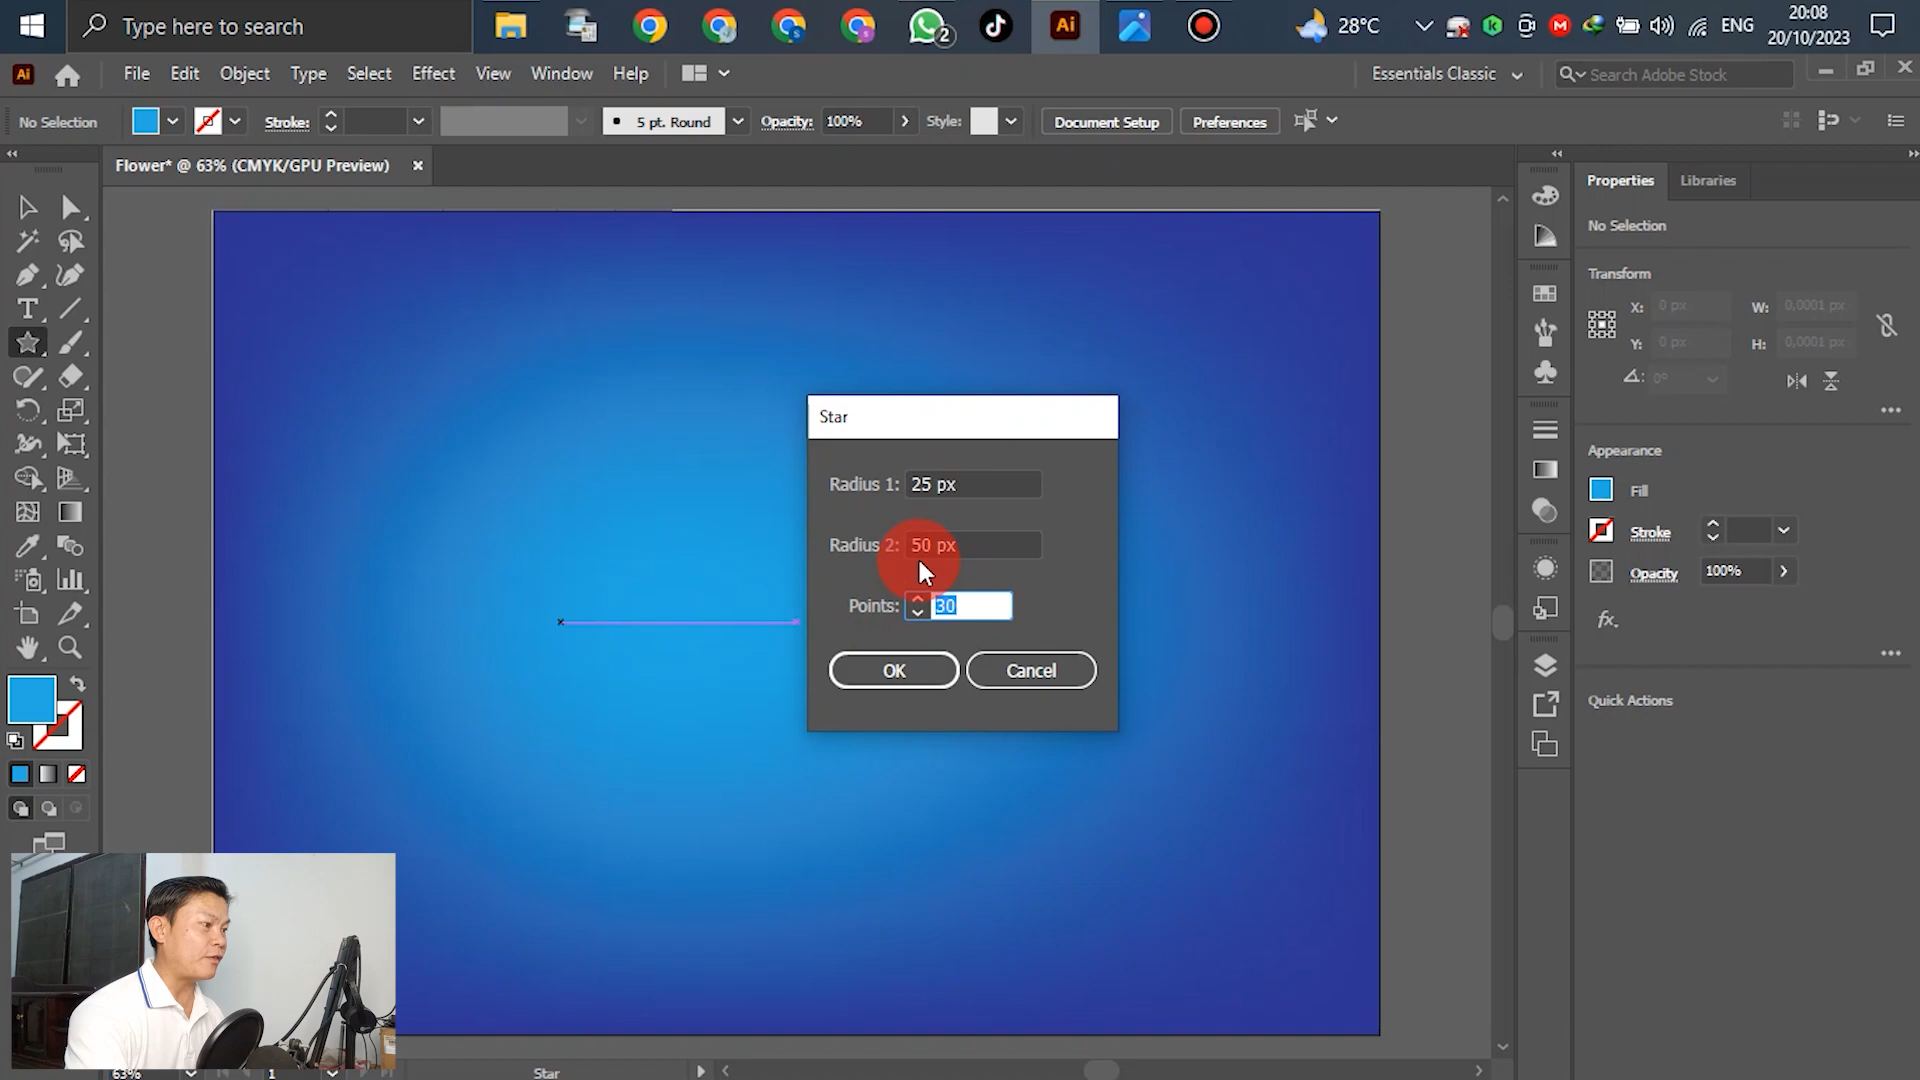 Type here to search
2
28°C
ENG
20:08
20/10/2023
Ai
File Edit Object Type Select Effect View Window Help
Essentials Classic
Search Adobe Stock
No Selection
Stroke:
5 pt. Round
Opacity: 100%
Style:
Document Setup
Preferences
Flower* @ 63% (CMYK/GPU Preview)
Properties
Libraries
No Selection
Transform
X: 0 px
W: 0,0001 px
Y: 0 px
H: 0,0001 px
0°
Appearance
Fill
Stroke
Opacity 100%
fx.
Quick Actions
Star
Radius 1: 25 px
Radius 2: 50 px
Points: 30
OK
Cancel
63%
1
Star